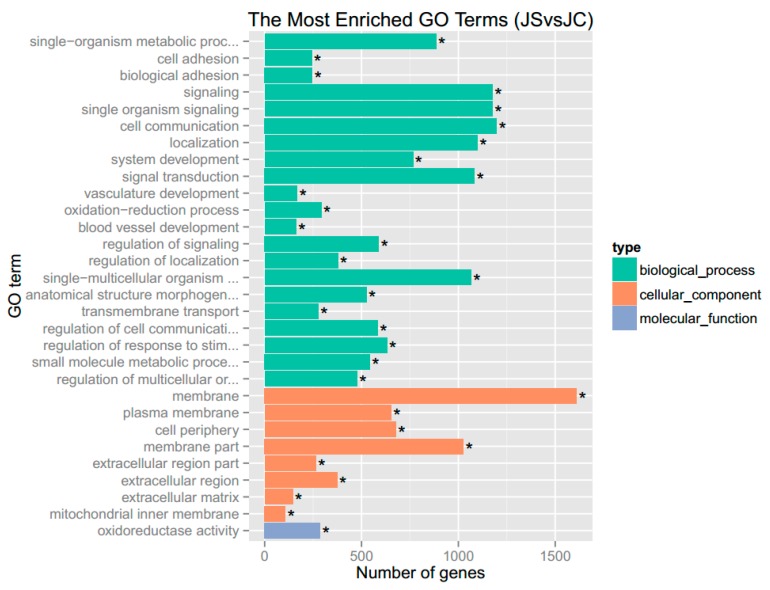 The Most Enriched GO Terms (JSvsJC)
single−organism metabolic proc...
cell adhesion
biological adhesion
signaling
single organism signaling
cell communication
localization
system development
signal transduction
vasculature development
oxidation−reduction process
blood vessel development
regulation of signaling
regulation of localization
single−multicellular organism ...
anatomical structure morphogen...
transmembrane transport
regulation of cell communicati...
regulation of response to stim...
small molecule metabolic proce...
regulation of multicellular or...
membrane
plasma membrane
cell periphery
membrane part
extracellular region part
extracellular region
extracellular matrix
mitochondrial inner membrane
oxidoreductase activity
GO term
* * * * * * * * * * * * * * * * * * * * * * * * * * * * * *
0 500 1000 1500
Number of genes
type
biological_process
cellular_component
molecular_function